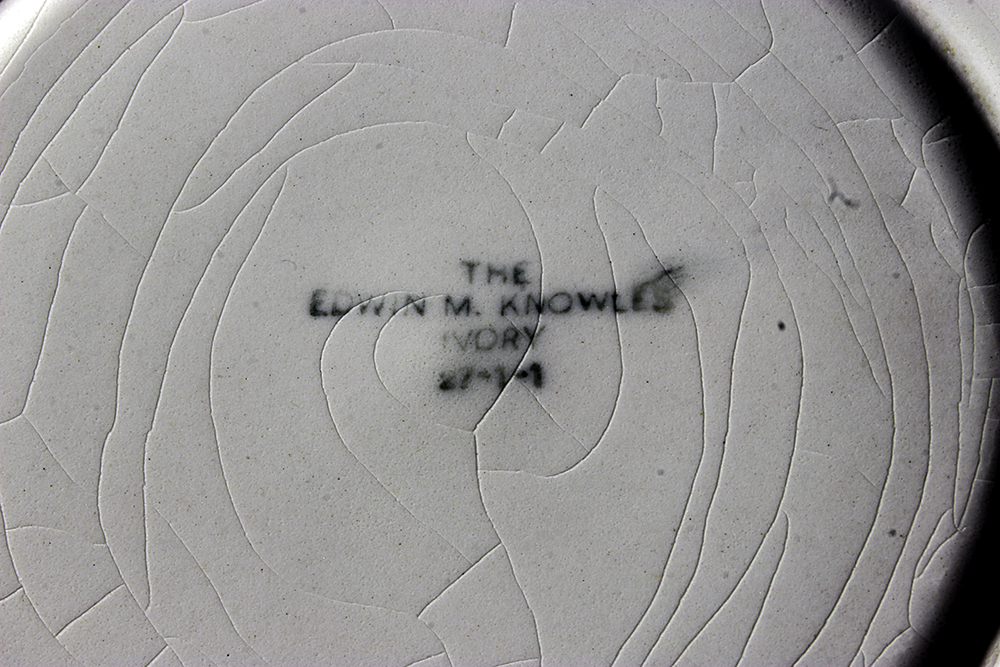 THE
EDWIN M. KNOWLES
IVORY
27-1-1